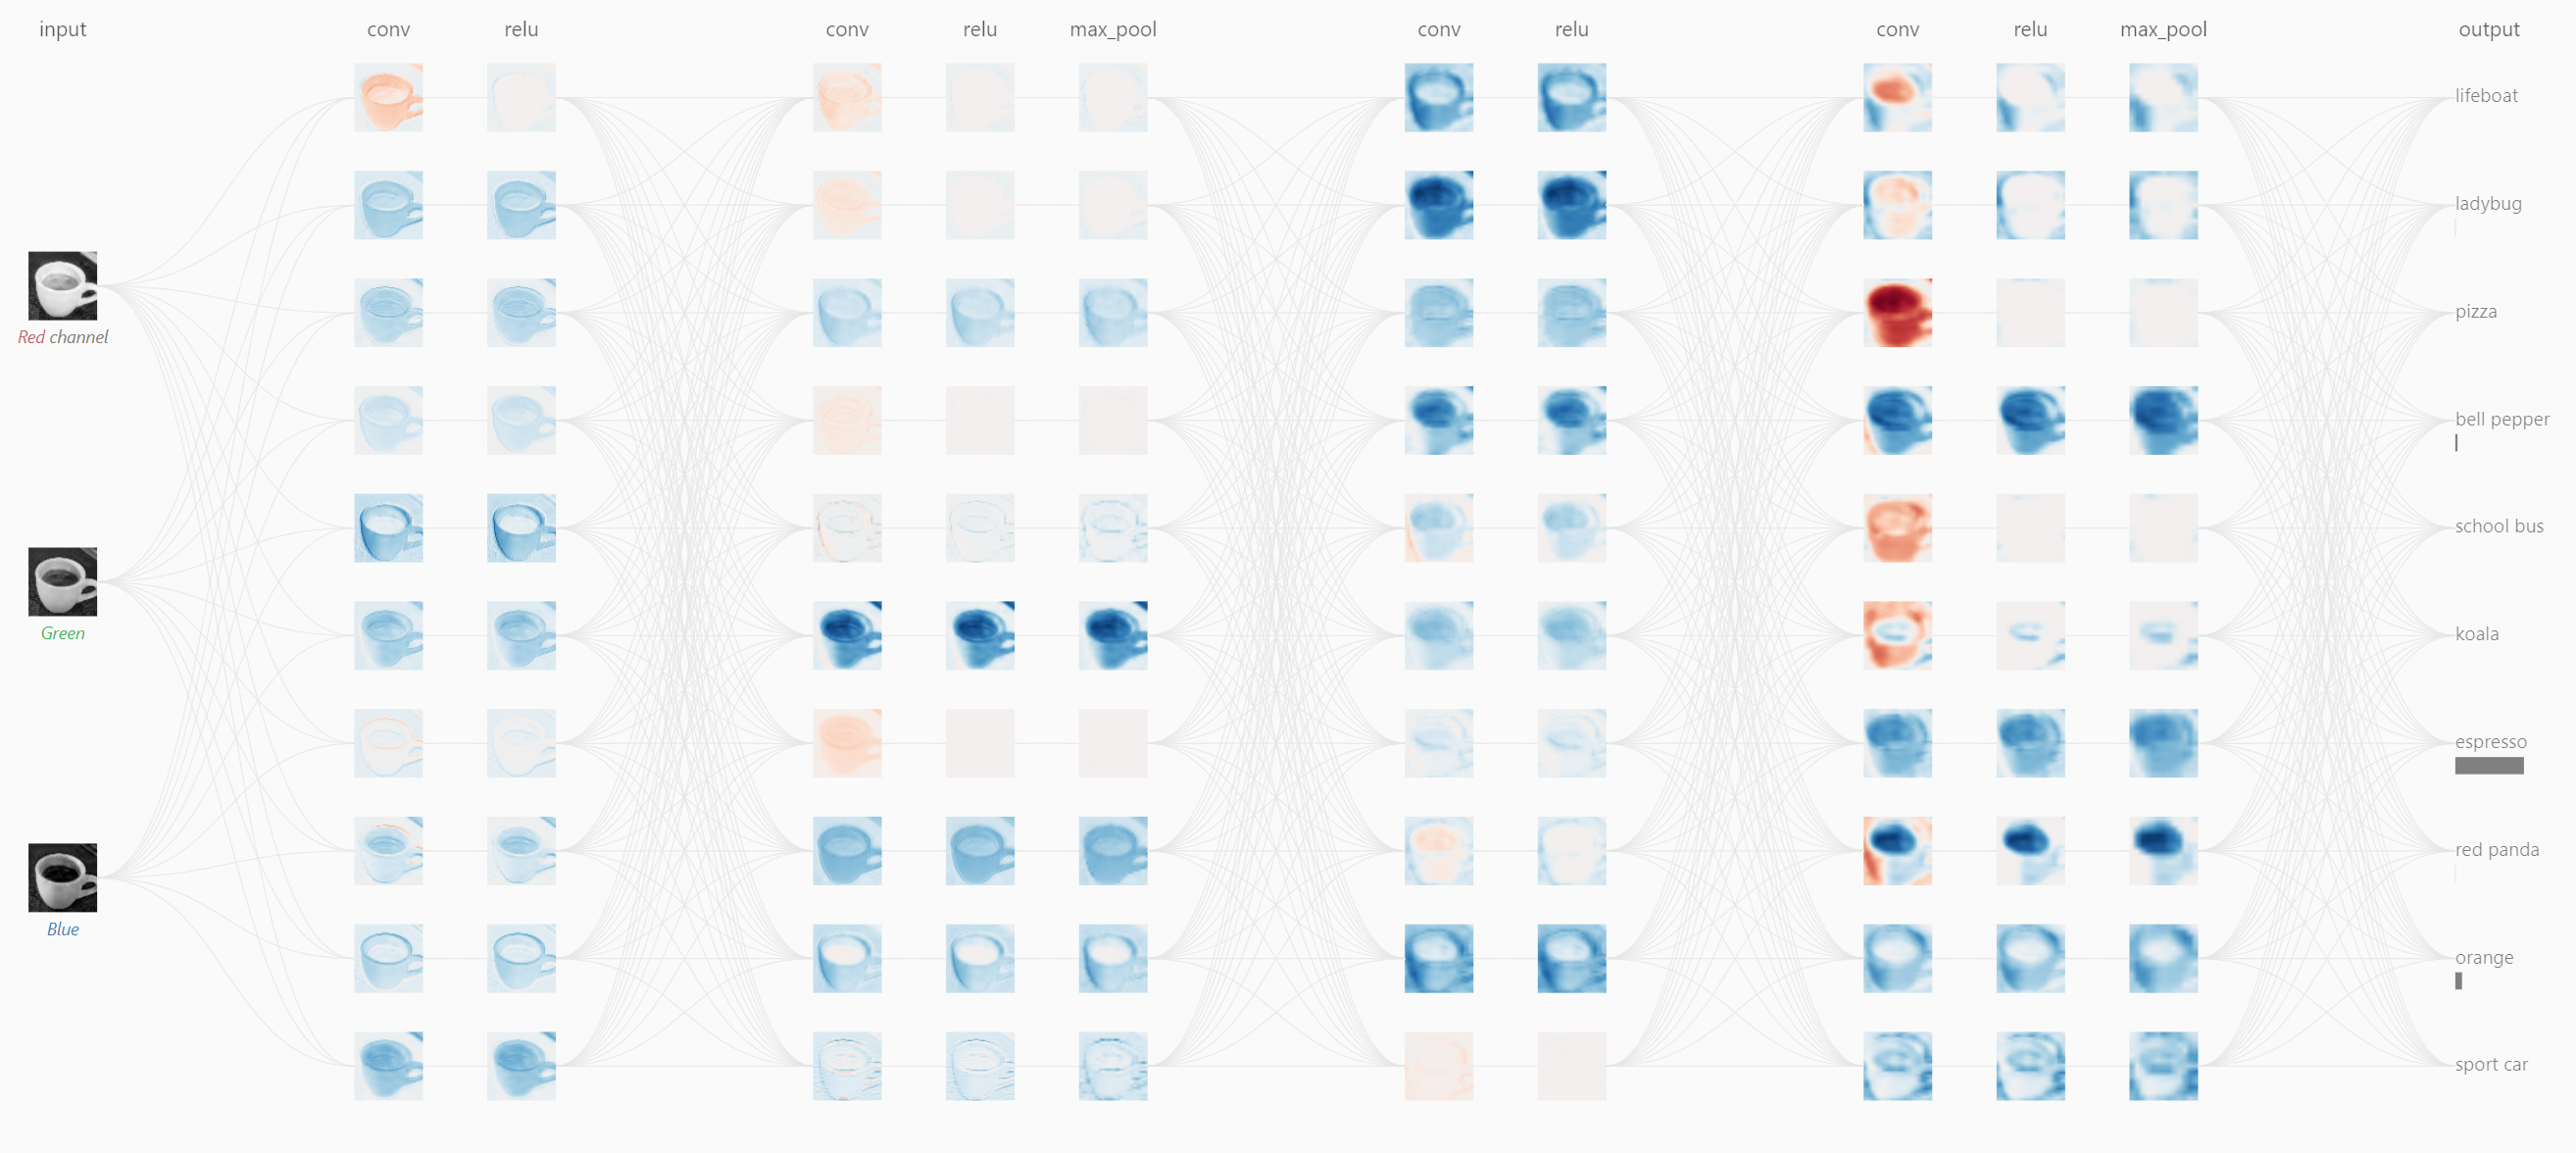 input
conv
relu
conv
relu
max_pool
conv
relu
conv
relu
max_pool
output
Red channel
Green
Blue
lifeboat
ladybug
pizza
bell pepper
school bus
koala
espresso
red panda
orange
sport car